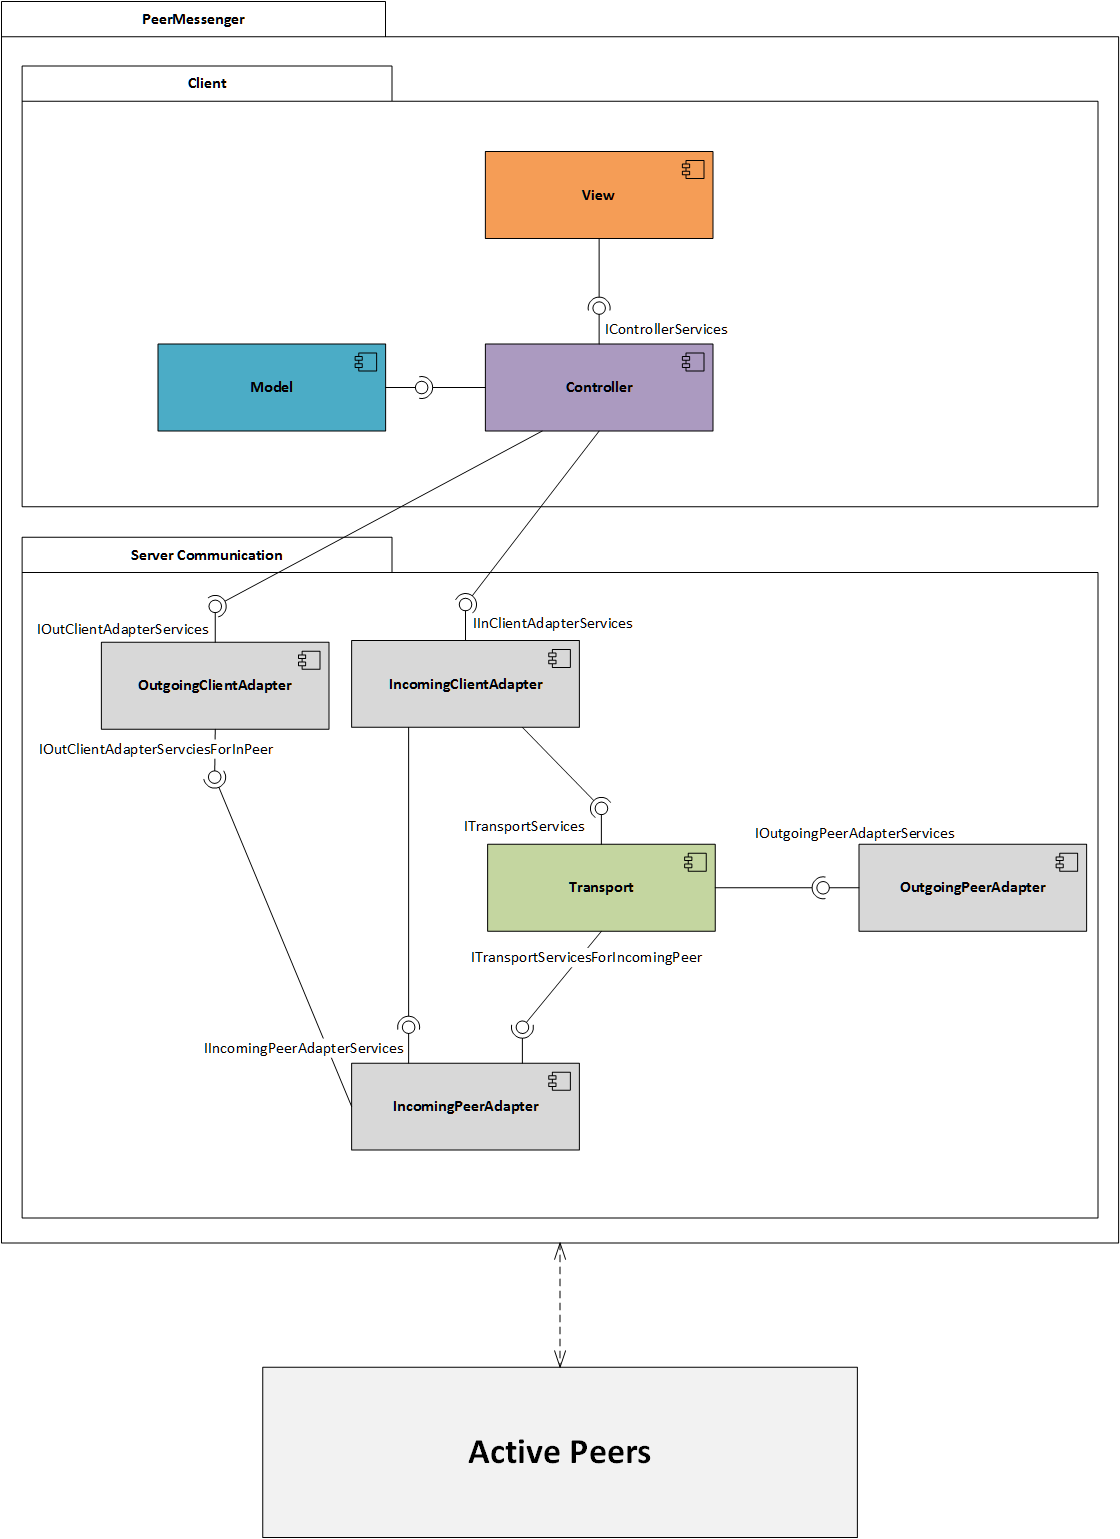 PeerMessenger
Client
View
IControllerServices
Model
Controller
Server Communication
IOutClientAdapterServices
IInClientAdapterServices
OutgoingClientAdapter
IncomingClientAdapter
IOutClientAdapterServciesForInPeer
ITransportServices
IOutgoingPeerAdapterServices
Transport
OutgoingPeerAdapter
ITransportServicesForIncomingPeer
IIncomingPeerAdapterServices
IncomingPeerAdapter
Active Peers